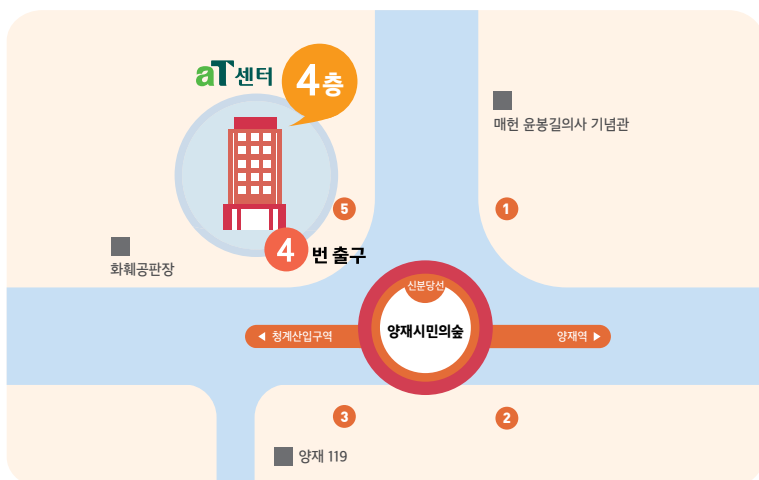 aT센터
4층
매헌 윤봉길의사 기념관
5
1
화훼공판장
4 번 출구
신분당선
양재시민의숲
◀ 청계산입구역
양재역 ▶
3
2
양재 119